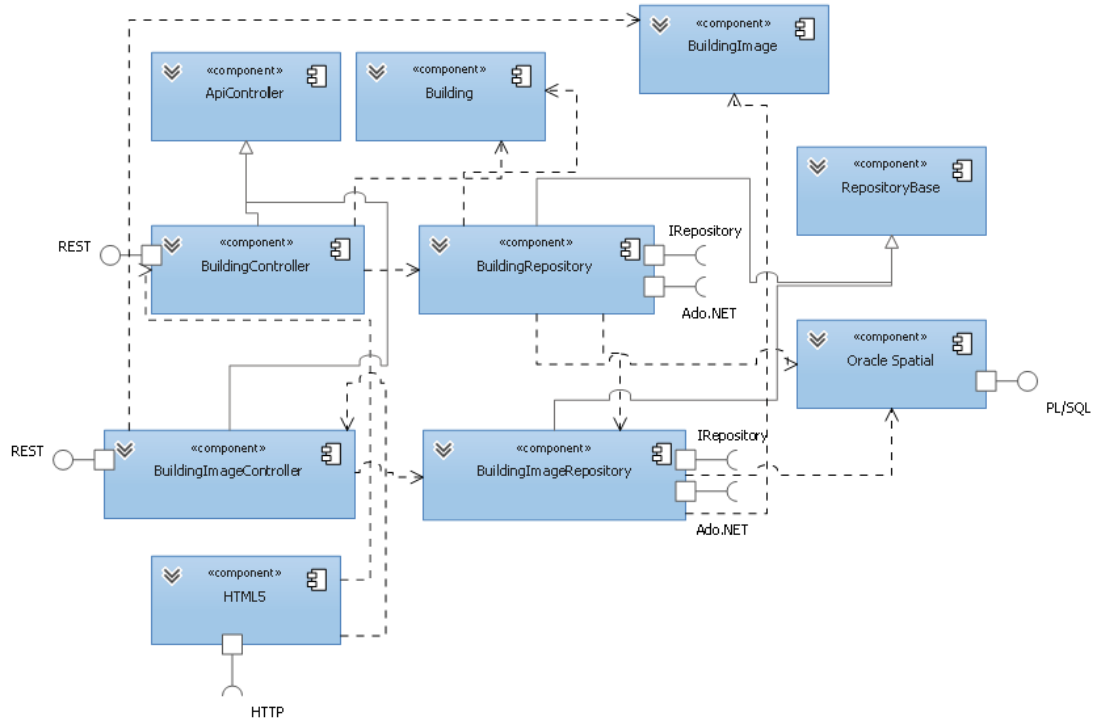 «component»
BuildingImage
«component»
ApiController
«component»
Building
«component»
RepositoryBase
REST
«component»
BuildingController
«component»
BuildingRepository
IRepository
Ado.NET
«component»
Oracle Spatial
PL/SQL
REST
«component»
BuildingImageController
«component»
BuildingImageRepository
IRepository
Ado.NET
«component»
HTML5
HTTP